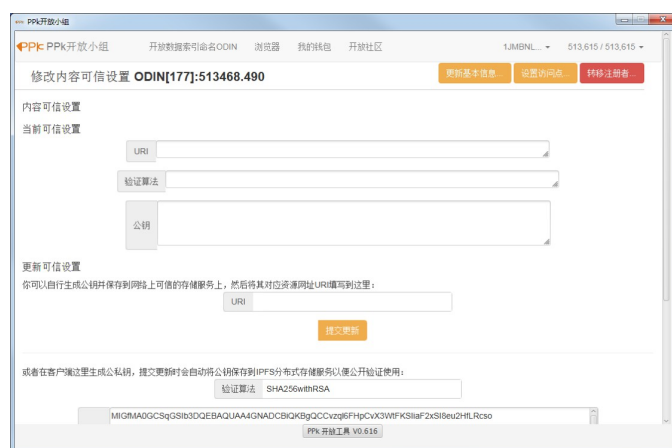 PPk开放小组
PPk PPk开放小组 开放数据索引命名ODIN 浏览器 我的钱包 开放社区 1JMBNL... 513,615 / 513,615
修改内容可信设置 ODIN[177]:513468.490 更新基本信息... 设置访问点... 转移注册者...
内容可信设置
当前可信设置
URI
验证算法
公钥
更新可信设置
你可以自行生成公钥并保存到网络上可信的存储服务上，然后将其对应资源网址URI填写到这里：
URI
提交更新
或者在客户端这里生成公私钥，提交更新时会自动将公钥保存到IPFS分布式存储服务以便公开验证使用：
验证算法 SHA256withRSA
MIGfMA0GCSqGSIb3DQEBAQUAA4GNADCBiQKBgQCCvzql6FHpCvX3WtFKSIiaF2xSI8eu2HfLRcso
PPk 开放工具 V0.616